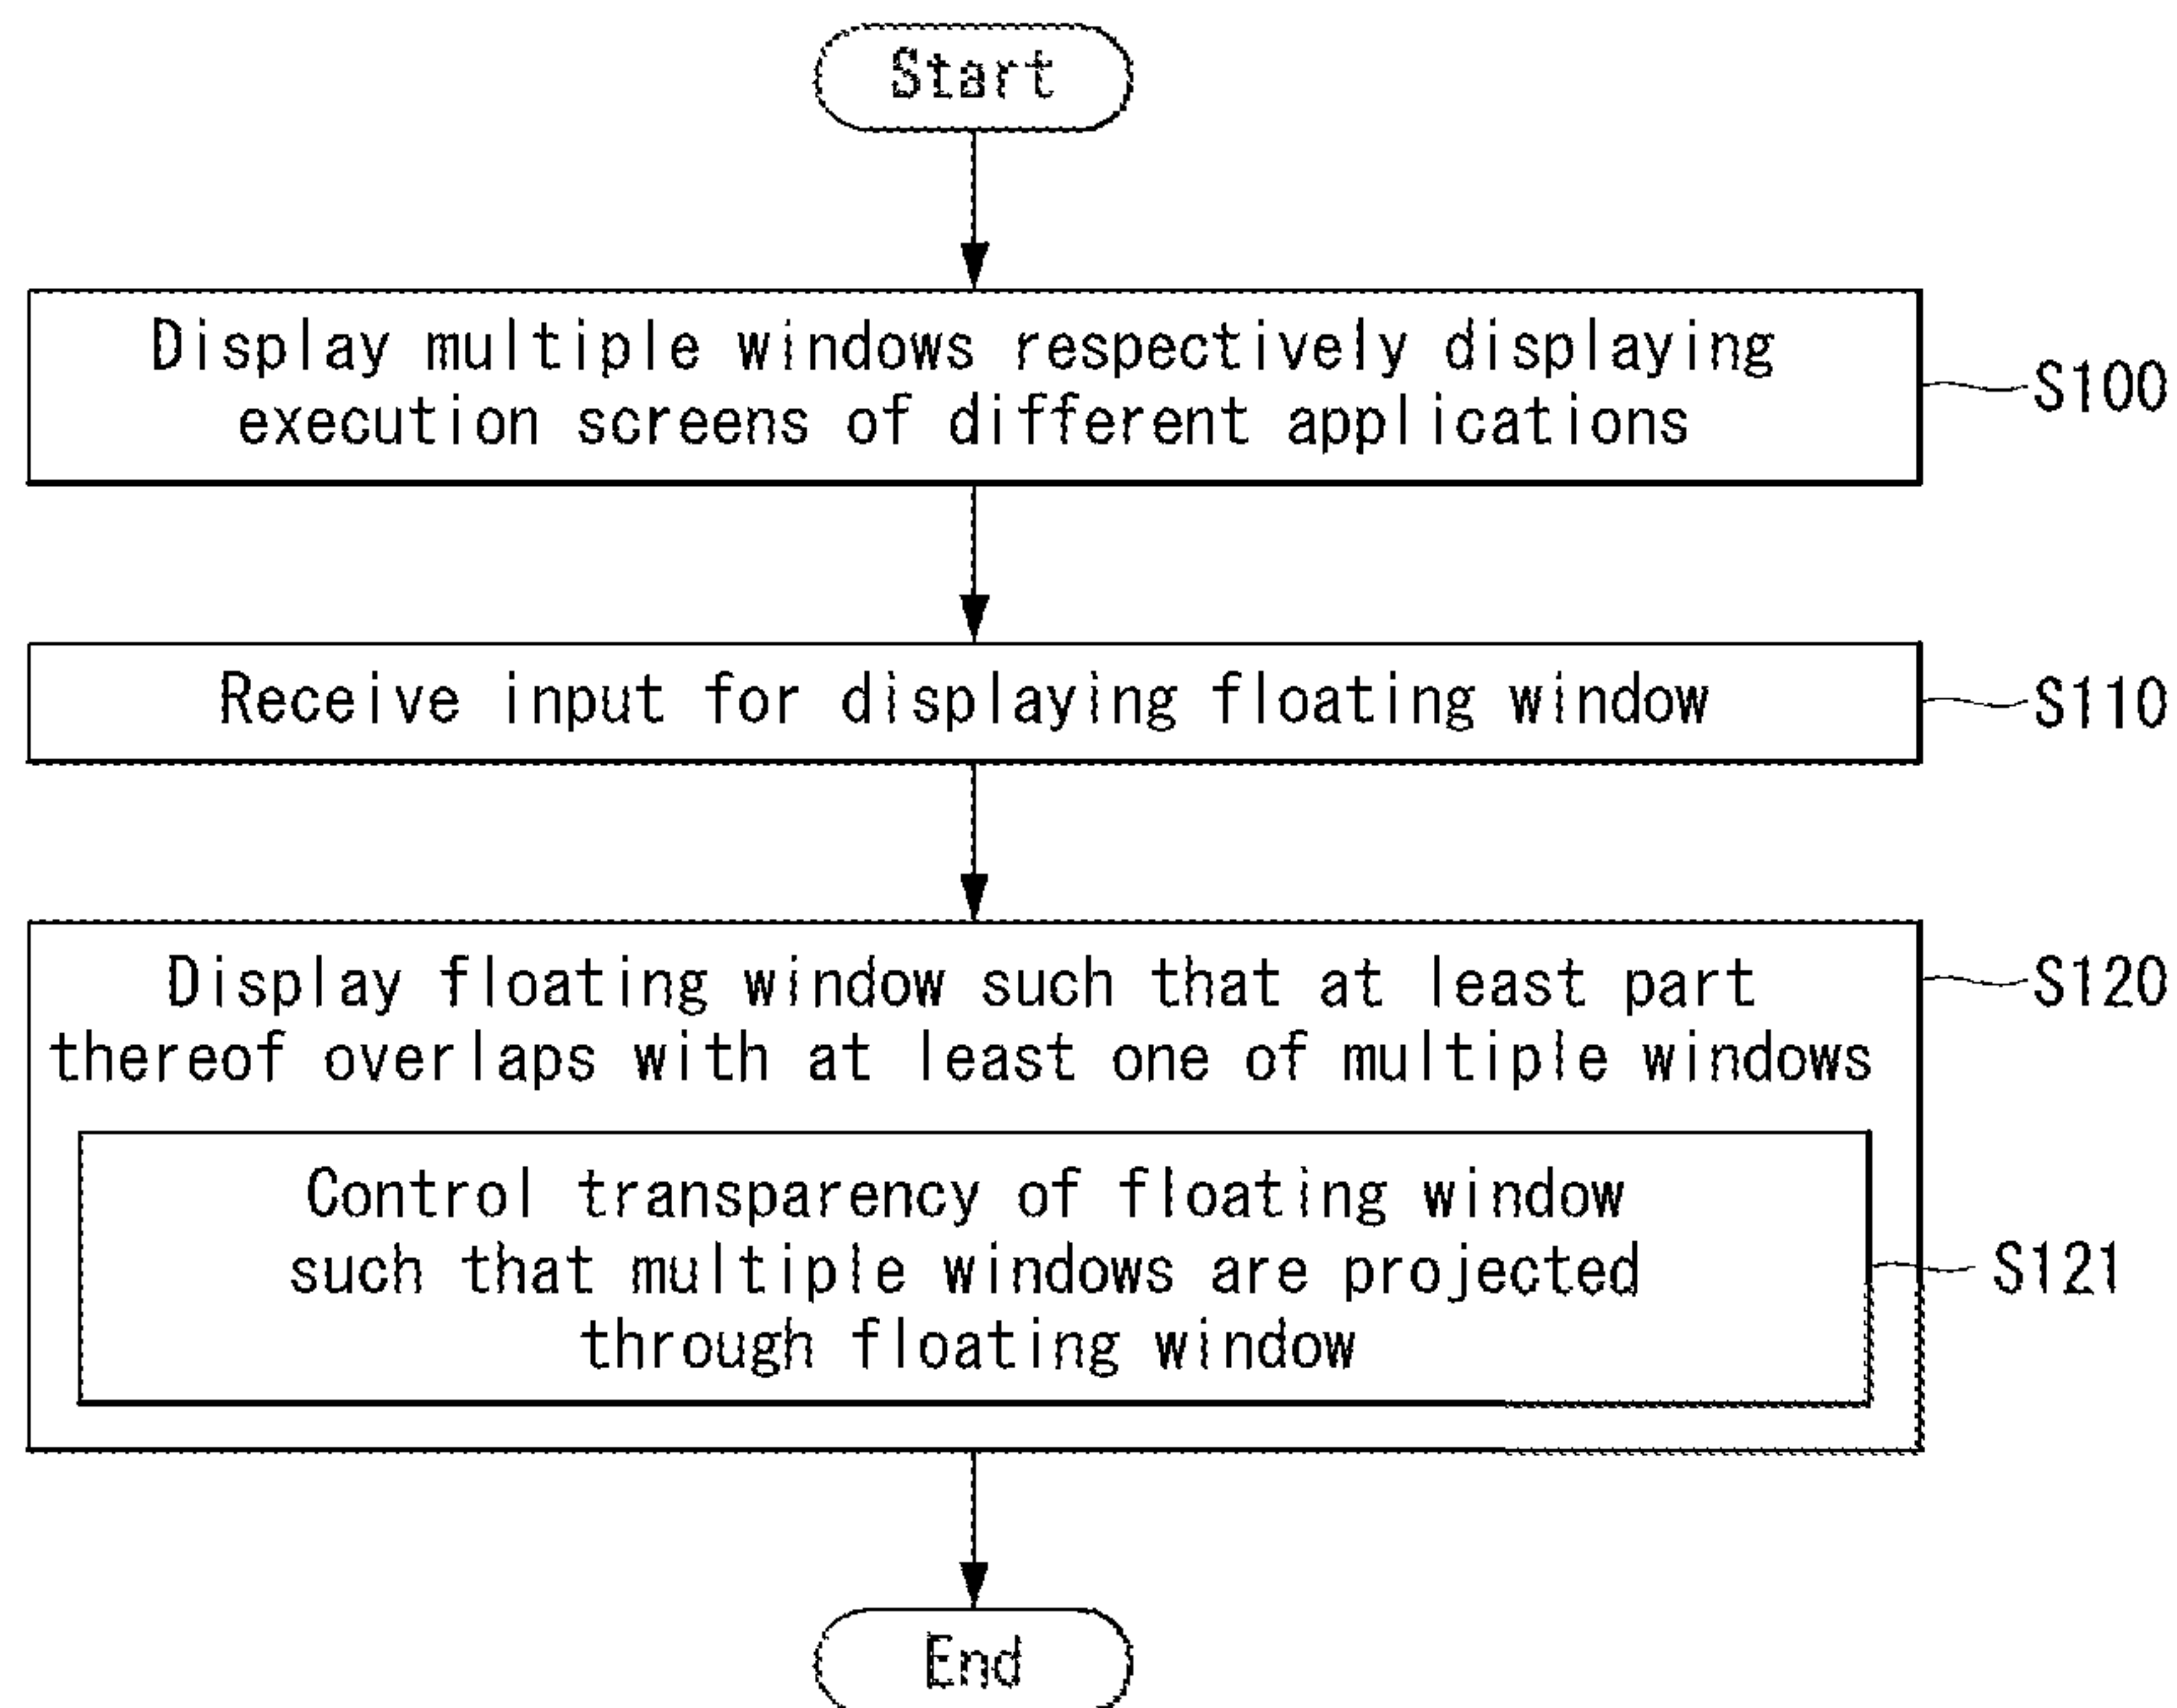 Start
Display multiple windows respectively displaying
execution screens of different applications
S100
Receive input for displaying floating window
S110
Display floating window such that at least part
thereof overlaps with at least one of multiple windows
S120
Control transparency of floating window
such that multiple windows are projected
through floating window
S121
End